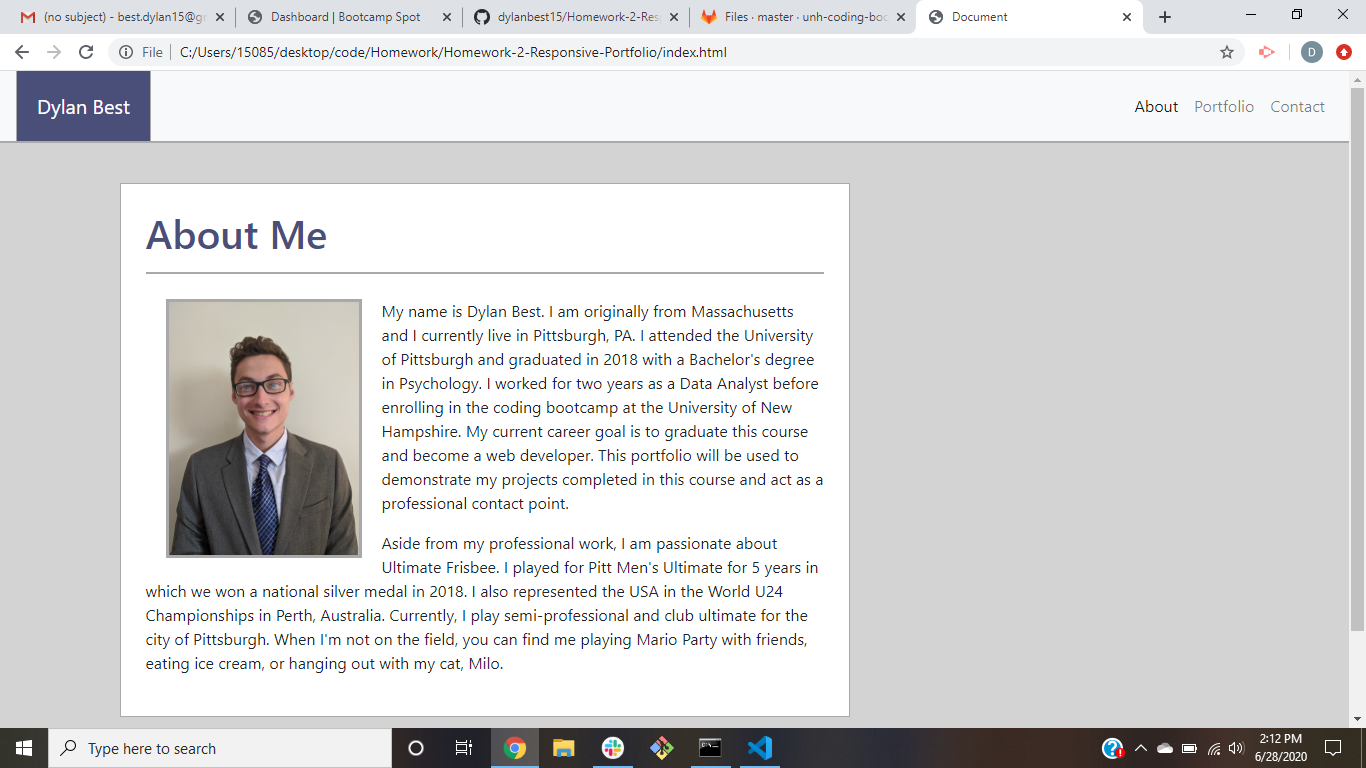 (no subject) - best.dylan15@g
Dashboard | Bootcamp Spot
dylanbest15/Homework-2-Res
Files · master · unh-coding-boo
Document
File
C:/Users/15085/desktop/code/Homework/Homework-2-Responsive-Portfolio/index.html
D
Dylan Best
About
Portfolio
Contact
About Me
My name is Dylan Best. I am originally from Massachusetts
and I currently live in Pittsburgh, PA. I attended the University
of Pittsburgh and graduated in 2018 with a Bachelor's degree
in Psychology. I worked for two years as a Data Analyst before
enrolling in the coding bootcamp at the University of New
Hampshire. My current career goal is to graduate this course
and become a web developer. This portfolio will be used to
demonstrate my projects completed in this course and act as a
professional contact point.
Aside from my professional work, I am passionate about
Ultimate Frisbee. I played for Pitt Men's Ultimate for 5 years in
which we won a national silver medal in 2018. I also represented the USA in the World U24
Championships in Perth, Australia. Currently, I play semi-professional and club ultimate for the
city of Pittsburgh. When I'm not on the field, you can find me playing Mario Party with friends,
eating ice cream, or hanging out with my cat, Milo.
Type here to search
2:12 PM
6/28/2020